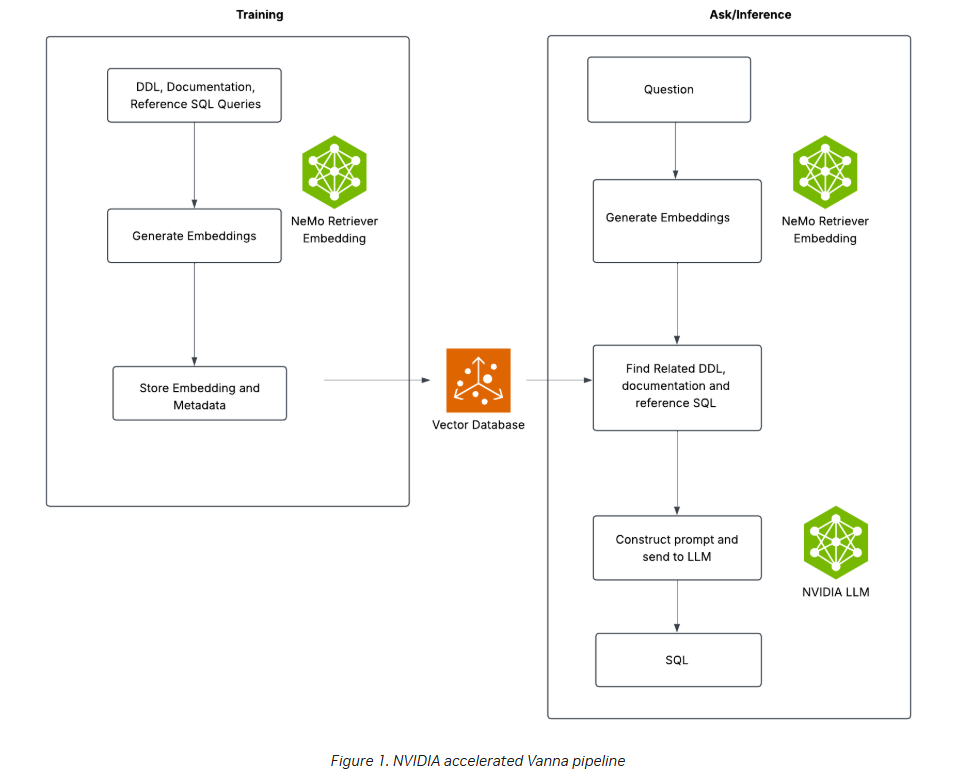 Training
DDL, Documentation,
Reference SQL Queries
NeMo Retriever
Embedding
Generate Embeddings
Store Embedding and
Metadata
Vector Database
Ask/Inference
Question
NeMo Retriever
Embedding
Generate Embeddings
Find Related DDL,
documentation and
reference SQL
Construct prompt and
send to LLM
NVIDIA LLM
SQL
Figure 1. NVIDIA accelerated Vanna pipeline